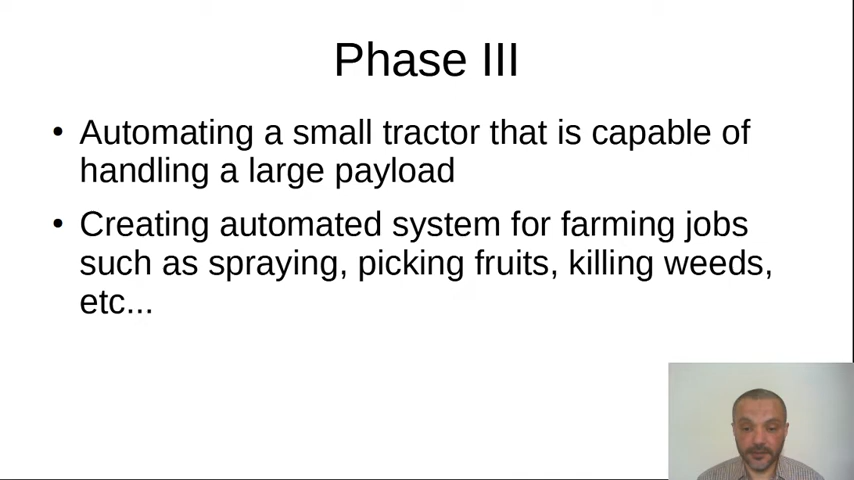 Phase III
• Automating a small tractor that is capable of
handling a large payload
• Creating automated system for farming jobs
such as spraying, picking fruits, killing weeds,
etc...